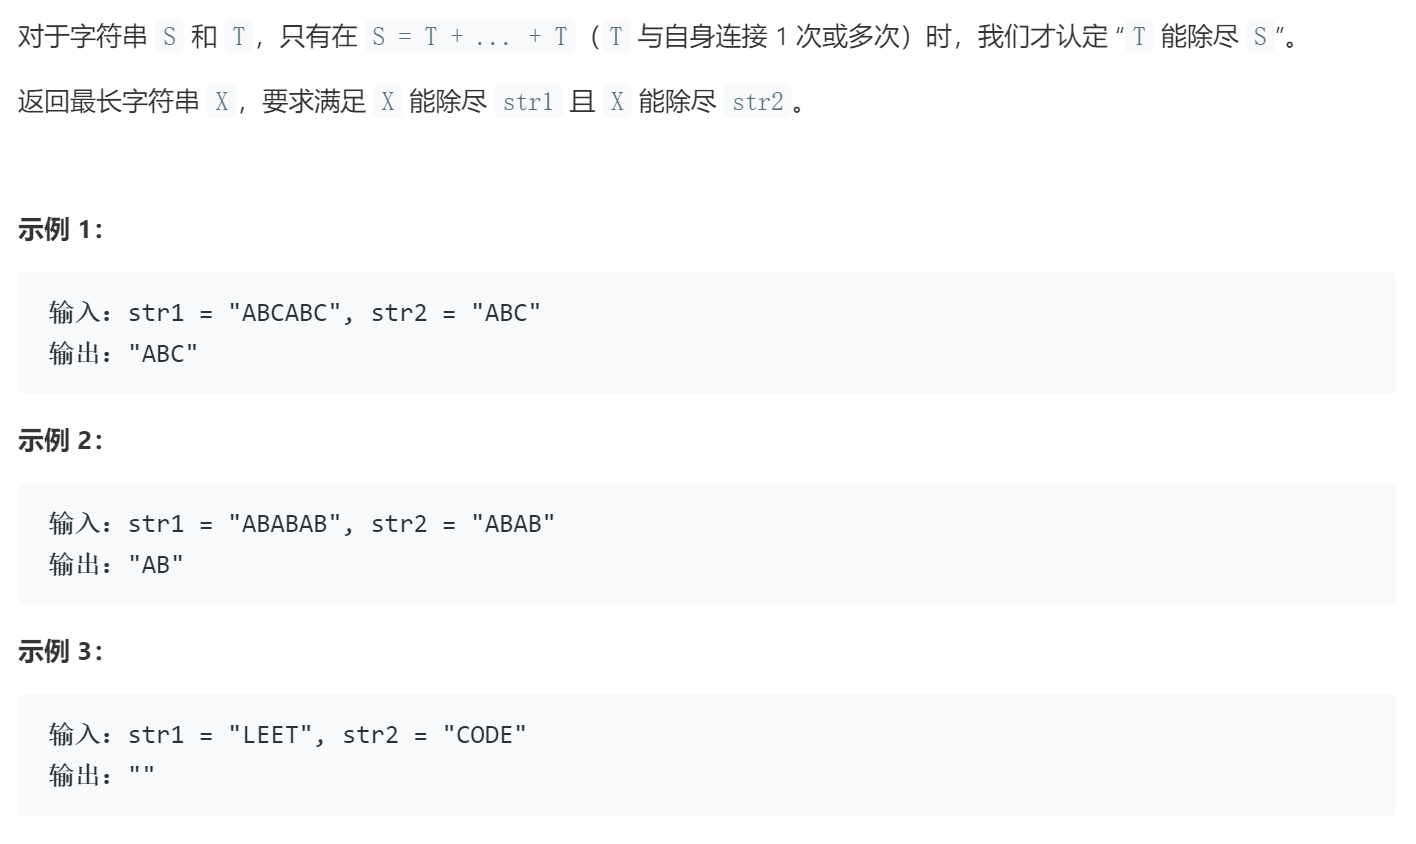 对于字符串 S 和 T，只有在 S = T + ... + T（T 与自身连接 1 次或多次）时，我们才认定 “T 能除尽 S”。
返回最长字符串 X，要求满足 X 能除尽 str1 且 X 能除尽 str2。
示例 1：
输入：str1 = "ABCABC", str2 = "ABC"
输出："ABC"
示例 2：
输入：str1 = "ABABAB", str2 = "ABAB"
输出："AB"
示例 3：
输入：str1 = "LEET", str2 = "CODE"
输出：""